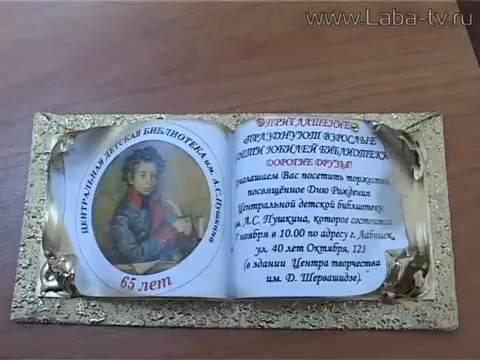 www.Laba-tv.ru
ЦЕНТРАЛЬНАЯ ДЕТСКАЯ БИБЛИОТЕКА им. А.С.Пушкина
65 лет
ПРИГЛАШЕНИЕ
ПРАЗДНУЮТ ВЗРОСЛЫЕ
ДЕТИ ЮБИЛЕЙ БИБЛИОТЕКИ
ДОРОГИЕ ДРУЗЬЯ!
Приглашаем Вас посетить торжество,
посвящённое Дню Рождения
Центральной детской библиотеки
им. А.С. Пушкина, которое состоится
ноября в 10.00 по адресу г. Лабинск,
ул. 40 лет Октября, 121
(в здании Центра творчества
им. Д. Шервашидзе).